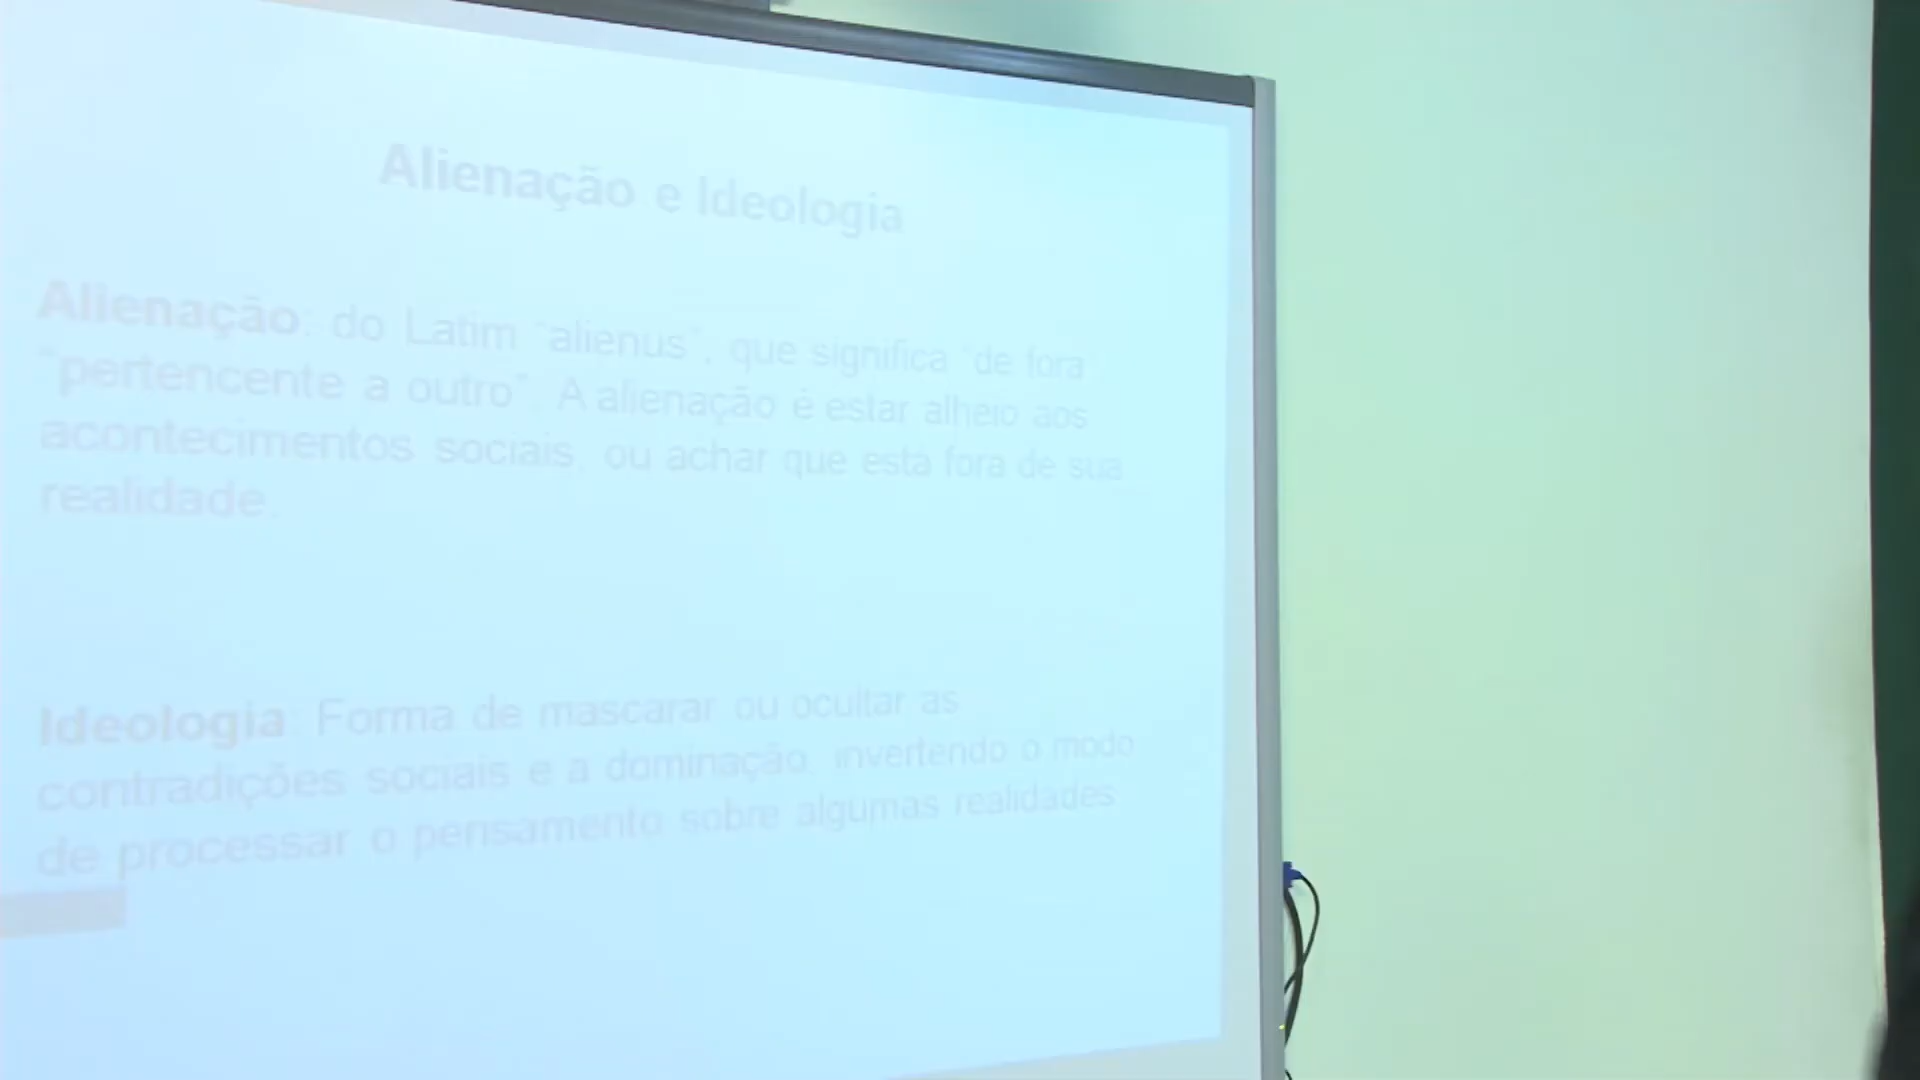 Alienação e Ideologia
Alienação: do Latim "alienus", que significa "de fora",
"pertencente a outro". A alienação é estar alheio aos
acontecimentos sociais, ou achar que está fora de sua
realidade.
Ideologia: Forma de mascarar ou ocultar as
contradições sociais e a dominação, invertendo o modo
de processar o pensamento sobre algumas realidades.